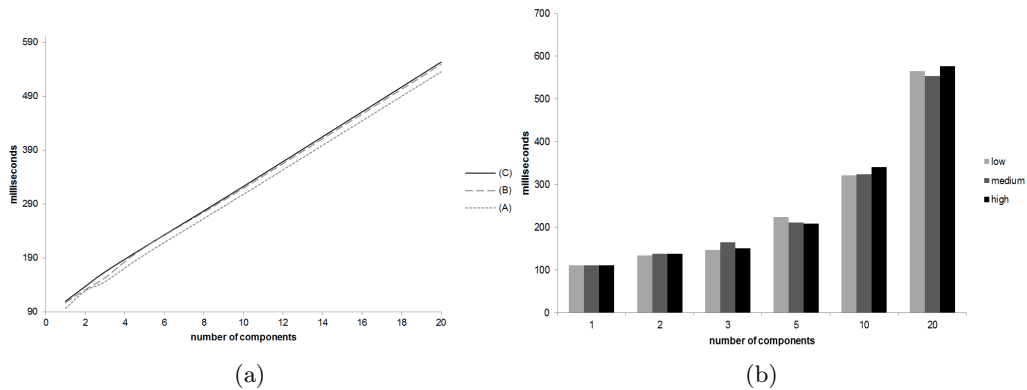 590
490
390
290
190
90
milliseconds
0 2 4 6 8 10 12 14 16 18 20
number of components
(C)
(B)
(A)
(a)
700
600
500
400
300
200
100
0
milliseconds
1 2 3 5 10 20
number of components
low
medium
high
(b)